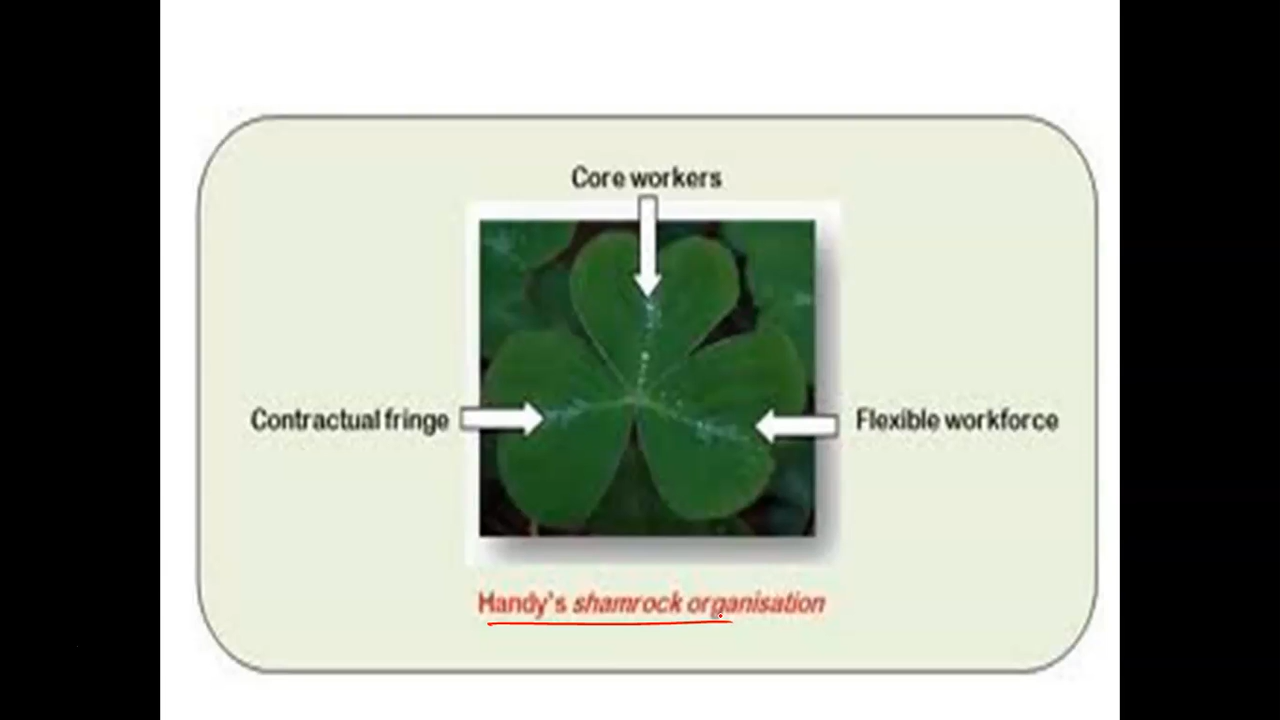 Core workers
Contractual fringe
Flexible workforce
Handy's shamrock organisation